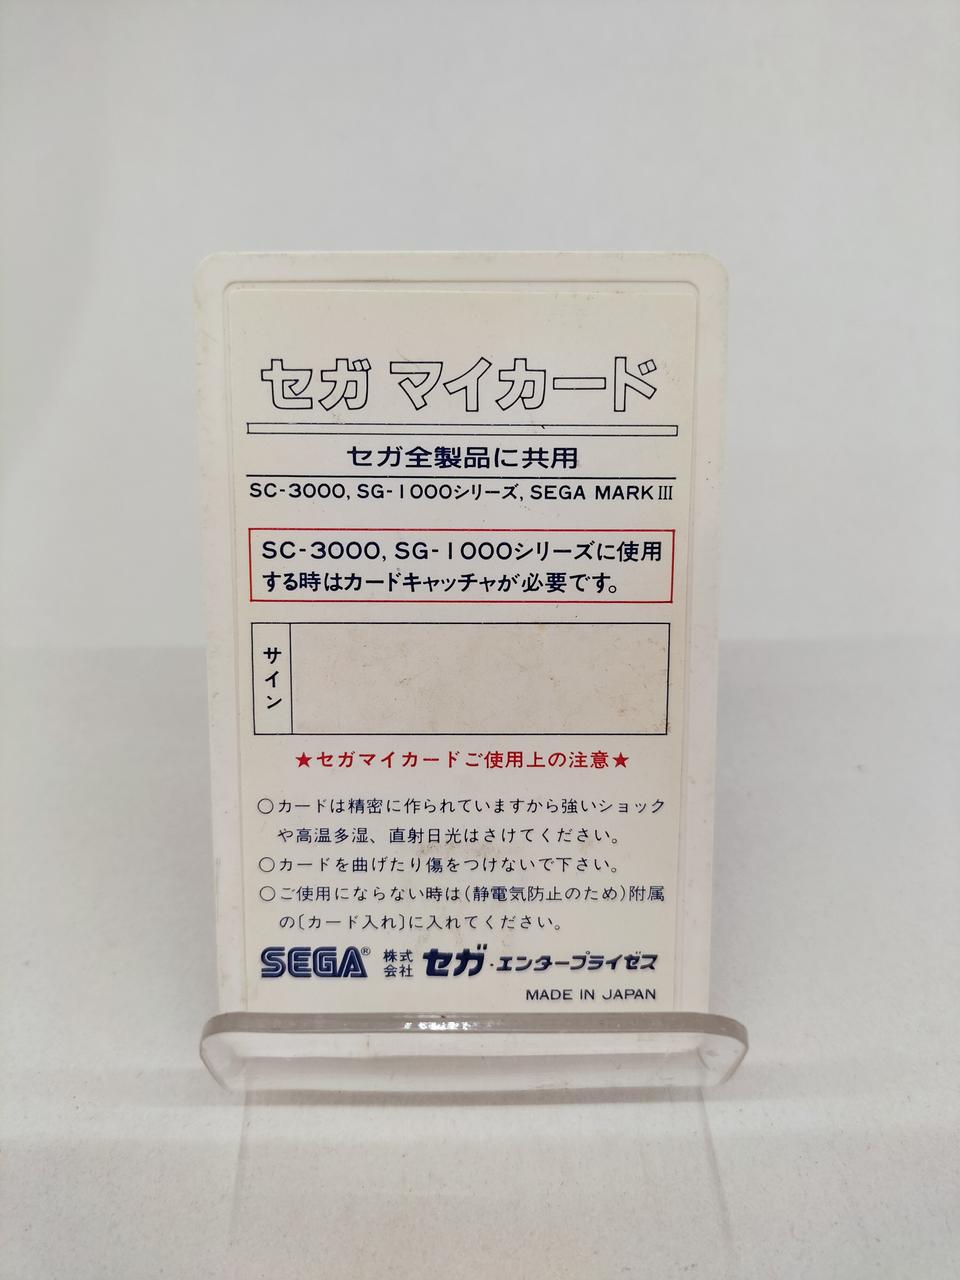 セガ マイカード
セガ全製品に共用
SC-3000, SG-1000シリーズ, SEGA MARK III
SC-3000, SG-1000シリーズに使用
する時はカードキャッチャが必要です。
サイン
★セガマイカードご使用上の注意★
○カードは精密に作られていますから強いショック
や高温多湿、直射日光はさけてください。
○カードを曲げたり傷をつけないで下さい。
○ご使用にならない時は(静電気防止のため)附属
の〔カード入れ〕に入れてください。
SEGA® 株式会社 セガ・エンタープライゼス
MADE IN JAPAN